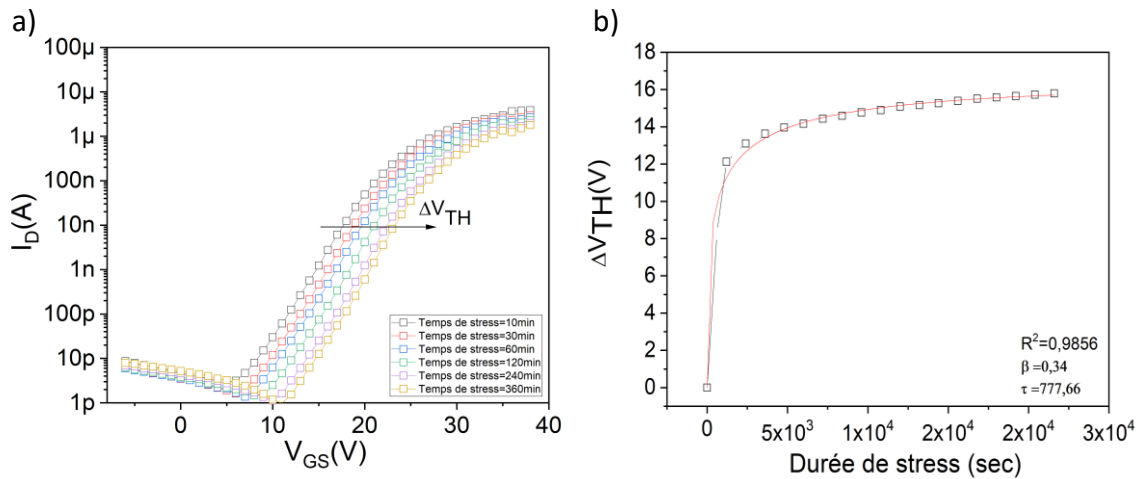 a)
100µ
10µ
1µ
100n
10n
1n
100p
10p
1p
I_D(A)
ΔV_TH
Temps de stress=10min
Temps de stress=30min
Temps de stress=60min
Temps de stress=120min
Temps de stress=240min
Temps de stress=360min
0 10 20 30 40
V_GS(V)
b)
18
16
14
12
10
8
6
4
2
0
ΔVTH(V)
R²=0,9856
β=0,34
τ=777,66
0 5x10³ 1x10⁴ 2x10⁴ 2x10⁴ 3x10⁴
Durée de stress (sec)